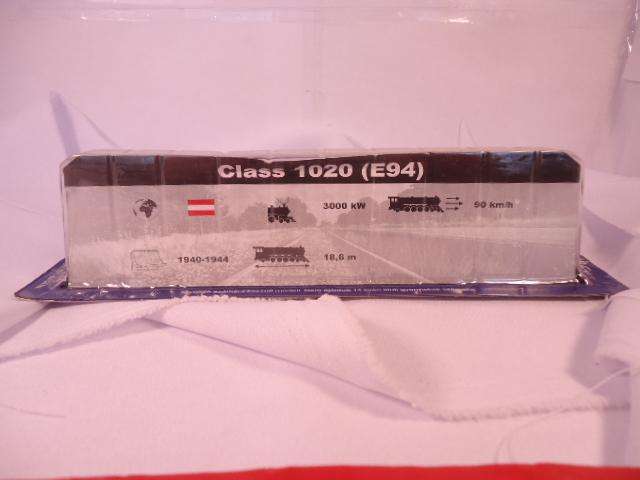 Class 1020 (E94)
3000 kW
90 km/h
1940-1944
18,6 m